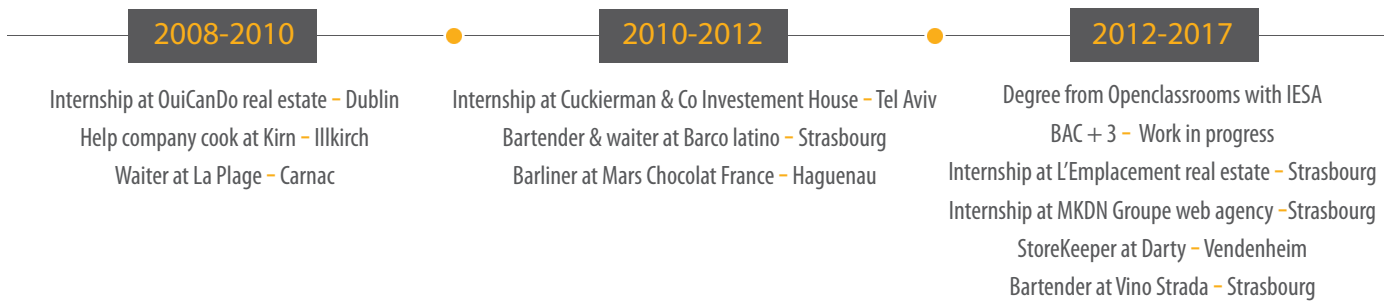 2008-2010
Internship at OuiCanDo real estate – Dublin
Help company cook at Kirn – Illkirch
Waiter at La Plage – Carnac
2010-2012
Internship at Cuckierman & Co Investement House – Tel Aviv
Bartender & waiter at Barco latino – Strasbourg
Barliner at Mars Chocolat France – Haguenau
2012-2017
Degree from Openclassrooms with IESA
BAC + 3 – Work in progress
Internship at L’Emplacement real estate – Strasbourg
Internship at MKDN Groupe web agency –Strasbourg
StoreKeeper at Darty – Vendenheim
Bartender at Vino Strada – Strasbourg